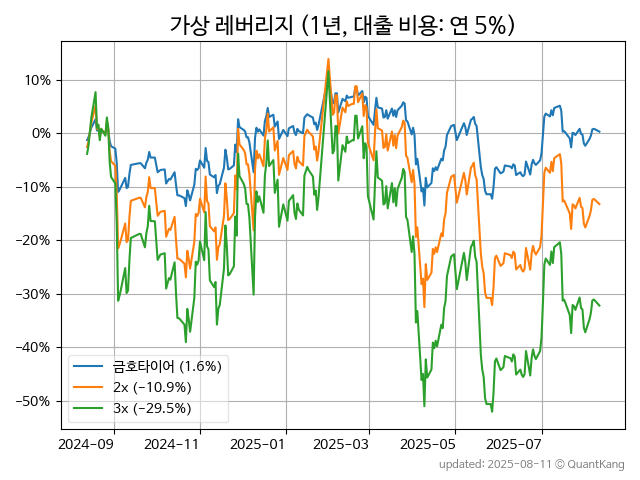 가상 레버리지 (1년, 대출 비용: 연 5%)
10%
0%
−10%
−20%
−30%
−40%
−50%
금호타이어 (1.6%)
2x (−10.9%)
3x (−29.5%)
2024-09 2024-11 2025-01 2025-03 2025-05 2025-07
updated: 2025-08-11 © QuantKang